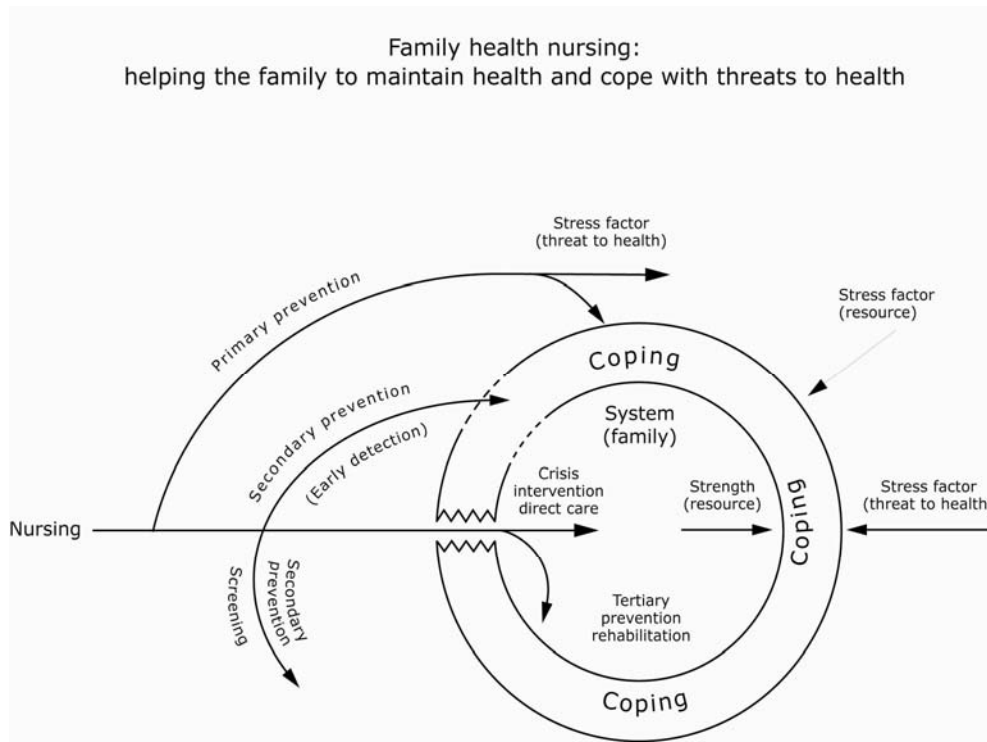 Family health nursing:
helping the family to maintain health and cope with threats to health
Stress factor
(threat to health)
Primary prevention
Stress factor
(resource)
Coping
Secondary prevention
(Early detection)
System
(family)
Crisis
intervention
direct care
Strength
(resource)
Coping
Stress factor
(threat to health
Nursing
Screening
Secondary
prevention
Tertiary
prevention
rehabilitation
Coping